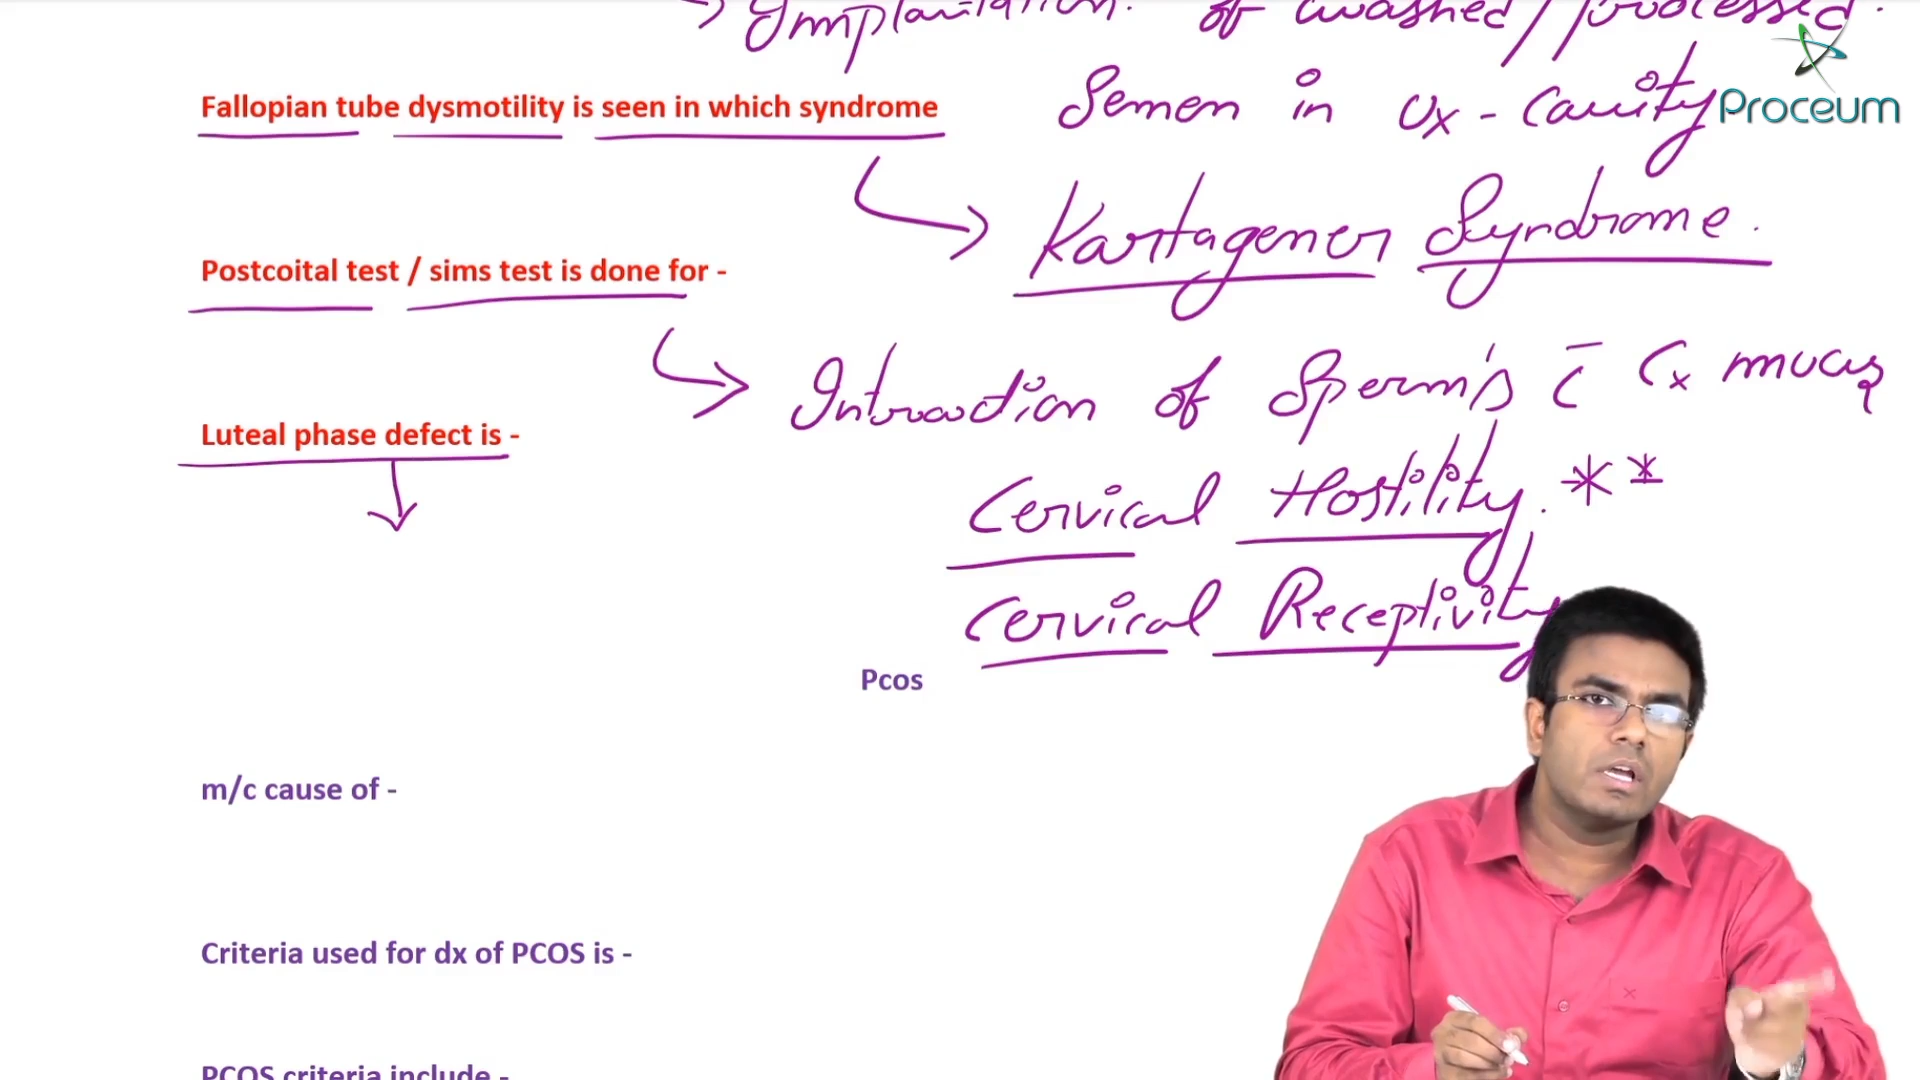 → Implantation. of washed/processed.
Semen in Ux - Cavity
Proceum
Fallopian tube dysmotility is seen in which syndrome
Kartagener Syndrome.
Postcoital test / sims test is done for -
Intraction of Sperm's c̄ Cx mucus
Luteal phase defect is -
Cervical Hostility. **
Cervical Receptivity
Pcos
m/c cause of -
Criteria used for dx of PCOS is -
PCOS criteria include -